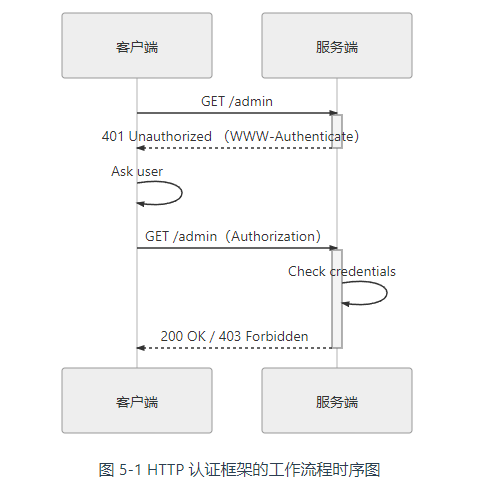 客户端 服务端
GET /admin
401 Unauthorized （WWW-Authenticate）
Ask user
GET /admin（Authorization）
Check credentials
200 OK / 403 Forbidden
客户端 服务端
图 5-1 HTTP 认证框架的工作流程时序图